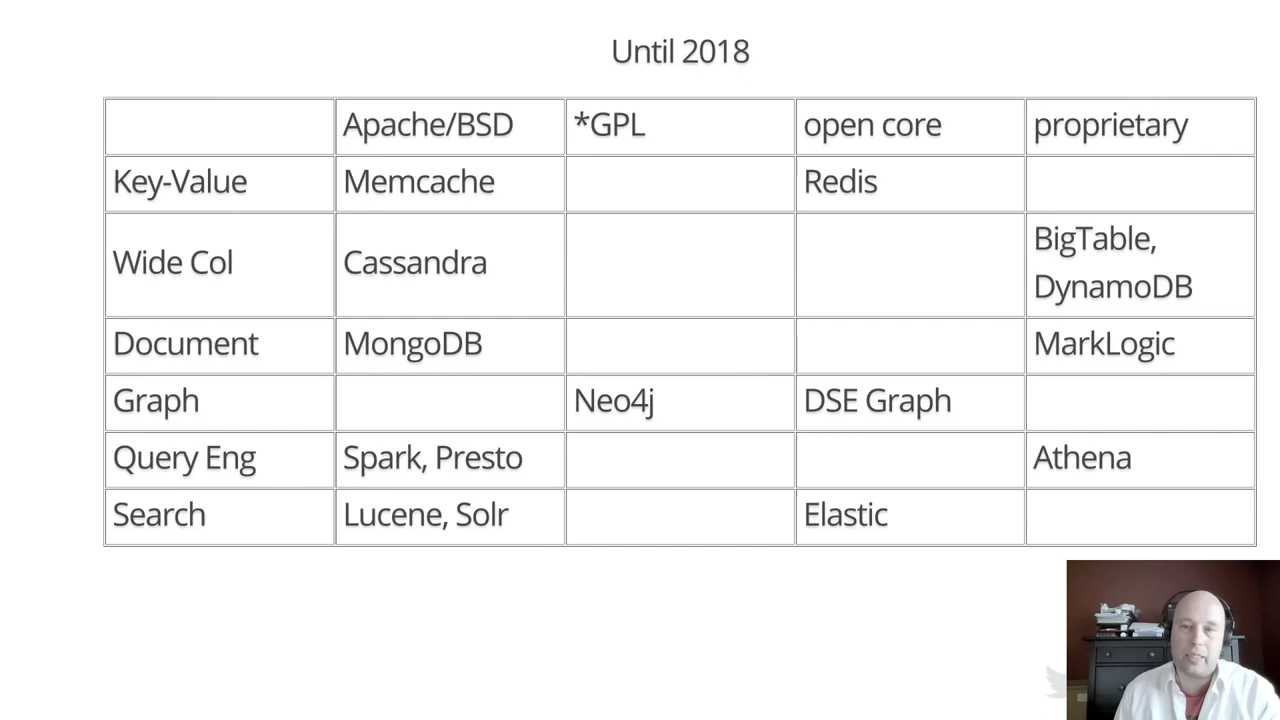 Until 2018
Apache/BSD *GPL open core proprietary
Key-Value Memcache Redis
Wide Col Cassandra BigTable,
DynamoDB
Document MongoDB MarkLogic
Graph Neo4j DSE Graph
Query Eng Spark, Presto Athena
Search Lucene, Solr Elastic